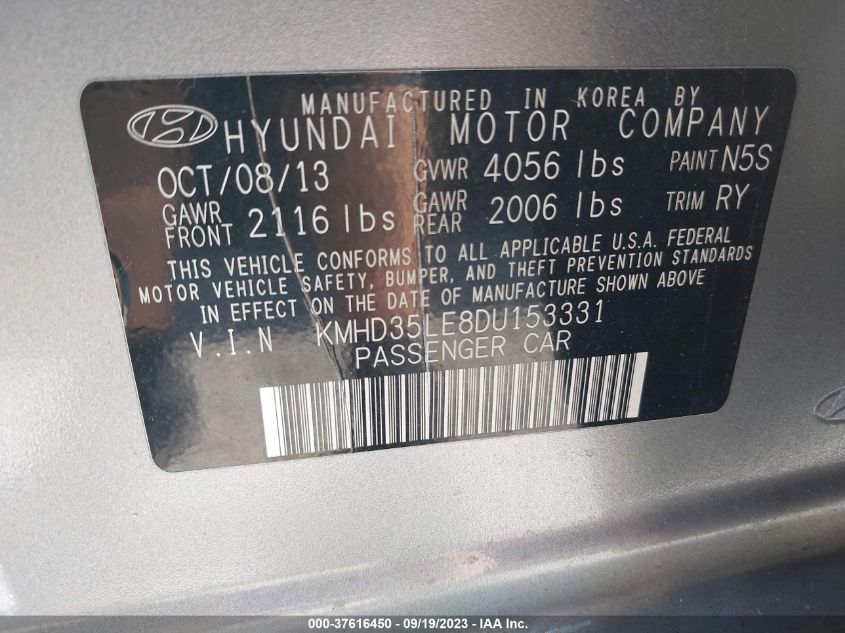 MANUFACTURED IN KOREA BY
HYUNDAI MOTOR COMPANY
OCT/08/13 GVWR 4056 lbs PAINT N5S
GAWR FRONT 2116 lbs GAWR REAR 2006 lbs TRIM RY
THIS VEHICLE CONFORMS TO ALL APPLICABLE U.S.A. FEDERAL
MOTOR VEHICLE SAFETY, BUMPER, AND THEFT PREVENTION STANDARDS
IN EFFECT ON THE DATE OF MANUFACTURE SHOWN ABOVE
V.I.N KMHD35LE8DU153331
PASSENGER CAR
000-37616450 - 09/19/2023 - IAA Inc.